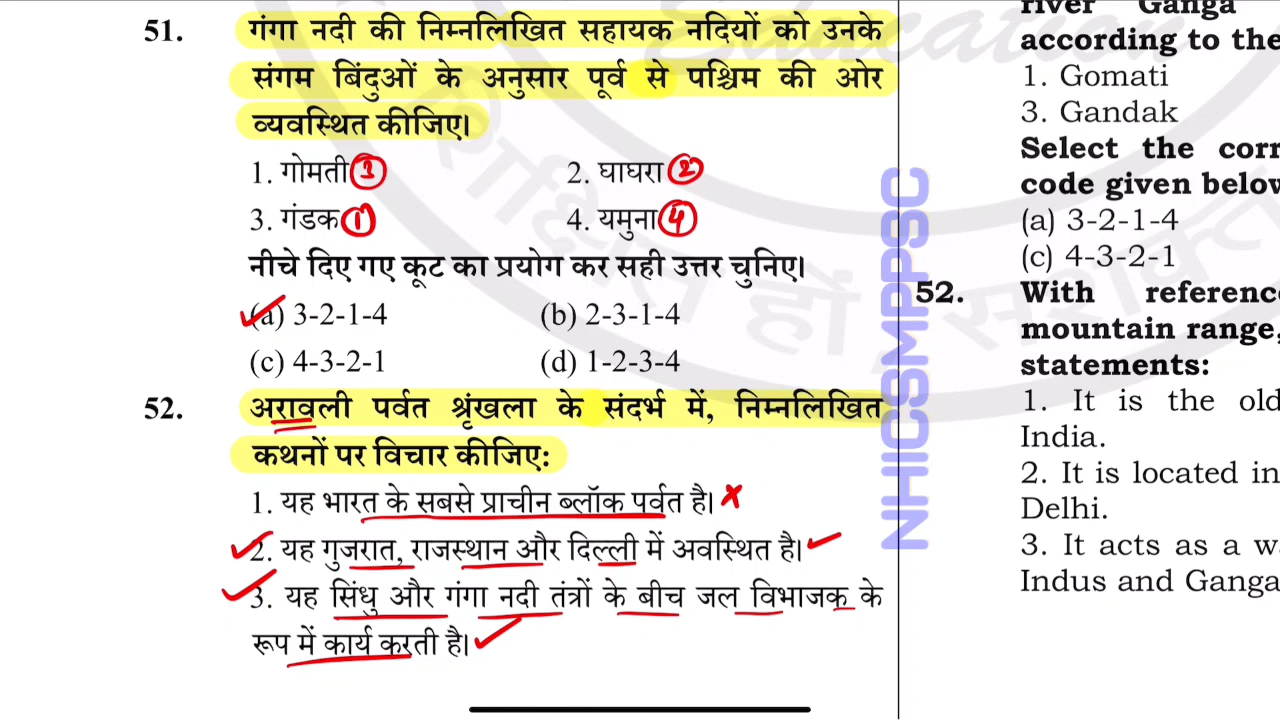 51. गंगा नदी की निम्नलिखित सहायक नदियों को उनके
संगम बिंदुओं के अनुसार पूर्व से पश्चिम की ओर
व्यवस्थित कीजिए।
1. गोमती 3 2. घाघरा 2
3. गंडक 1 4. यमुना 4
नीचे दिए गए कूट का प्रयोग कर सही उत्तर चुनिए।
(a) 3-2-1-4 (b) 2-3-1-4
(c) 4-3-2-1 (d) 1-2-3-4
52. अरावली पर्वत श्रृंखला के संदर्भ में, निम्नलिखित
कथनों पर विचार कीजिए:
1. यह भारत के सबसे प्राचीन ब्लॉक पर्वत है।
2. यह गुजरात, राजस्थान और दिल्ली में अवस्थित है।
3. यह सिंधु और गंगा नदी तंत्रों के बीच जल विभाजक के
रूप में कार्य करती है।
river Ganga
according to the
1. Gomati
3. Gandak
Select the corr
code given below
(a) 3-2-1-4
(c) 4-3-2-1
52. With referenc
mountain range,
statements:
1. It is the old
India.
2. It is located in
Delhi.
3. It acts as a w
Indus and Ganga
NHICSMPPSC
Education